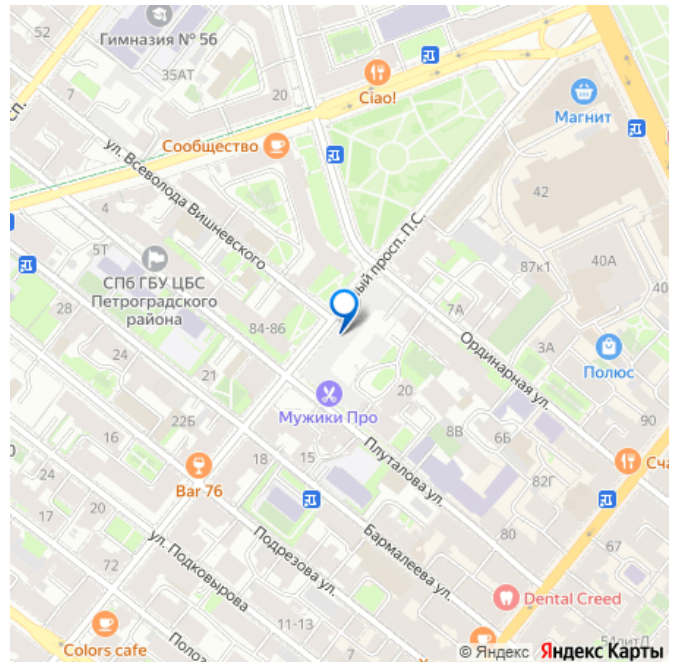 52
Гимназия № 56
35АТ
20
Ciao!
Магнит
Сообщество
ул. Всеволода Вишневского
42
4
5Т
СПб ГБУ ЦБС
Петроградского
района
просп. П.С.
87к1
40А
40
28
84-86
7А
Ординарная ул.
3А
Полюс
24
21
Мужики Про
20
90
22Б
8В
6Б
16
18
15
Плуталова ул.
82Г
Bar 76
24
20
17
80
67
ул. Подковырова
Подрезова ул.
Бармалеева ул.
Dental Creed
11-13
Colors cafe
© Яндекс Яндекс Карты